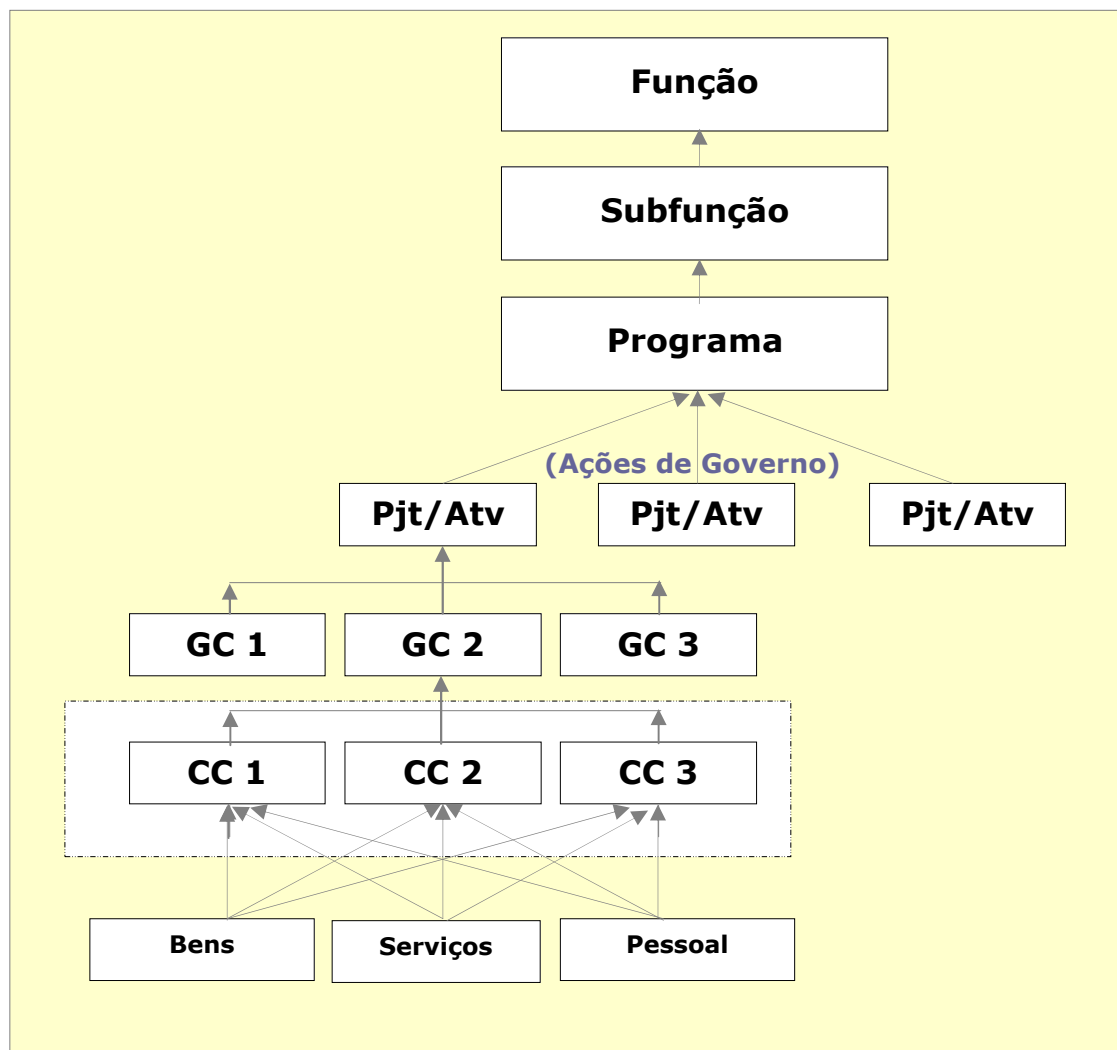 Função
Subfunção
Programa
(Ações de Governo)
Pjt/Atv
Pjt/Atv
Pjt/Atv
GC 1
GC 2
GC 3
CC 1
CC 2
CC 3
Bens
Serviços
Pessoal